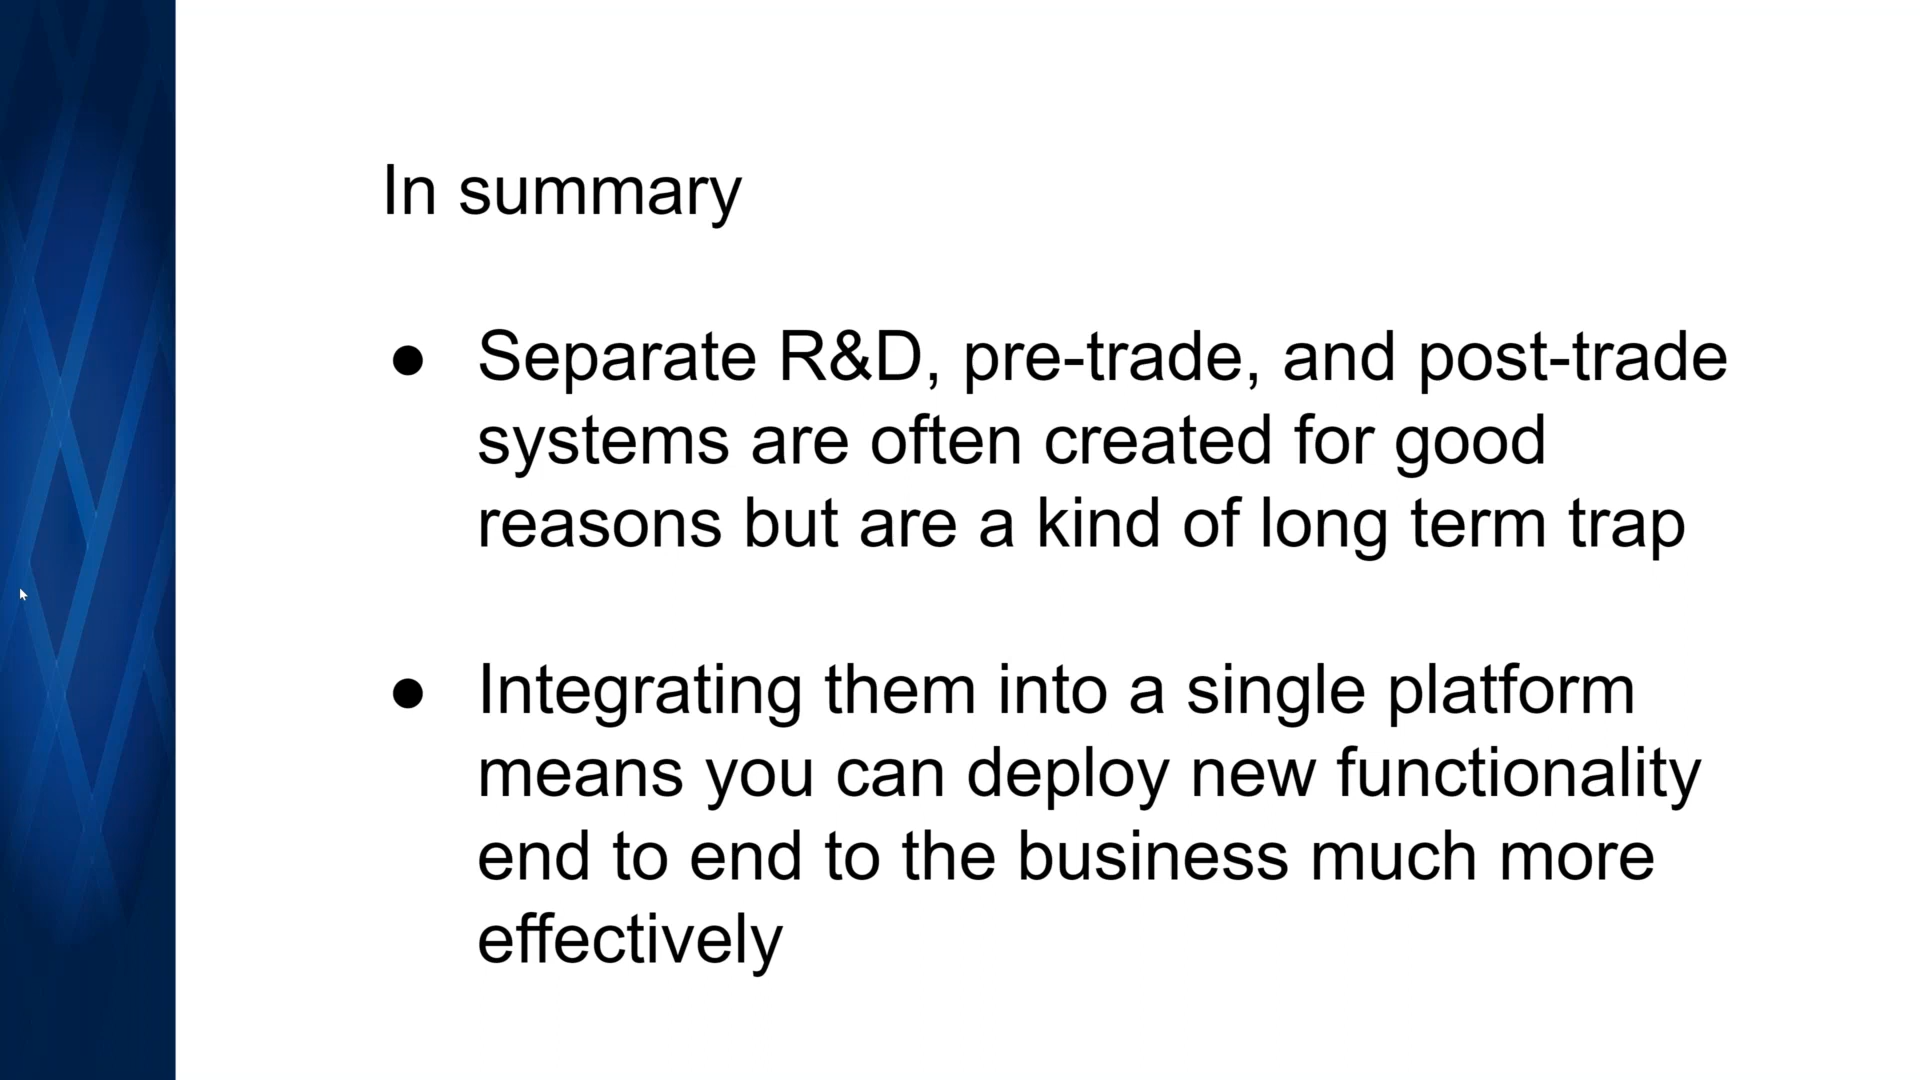 In summary
● Separate R&D, pre-trade, and post-trade
systems are often created for good
reasons but are a kind of long term trap
● Integrating them into a single platform
means you can deploy new functionality
end to end to the business much more
effectively